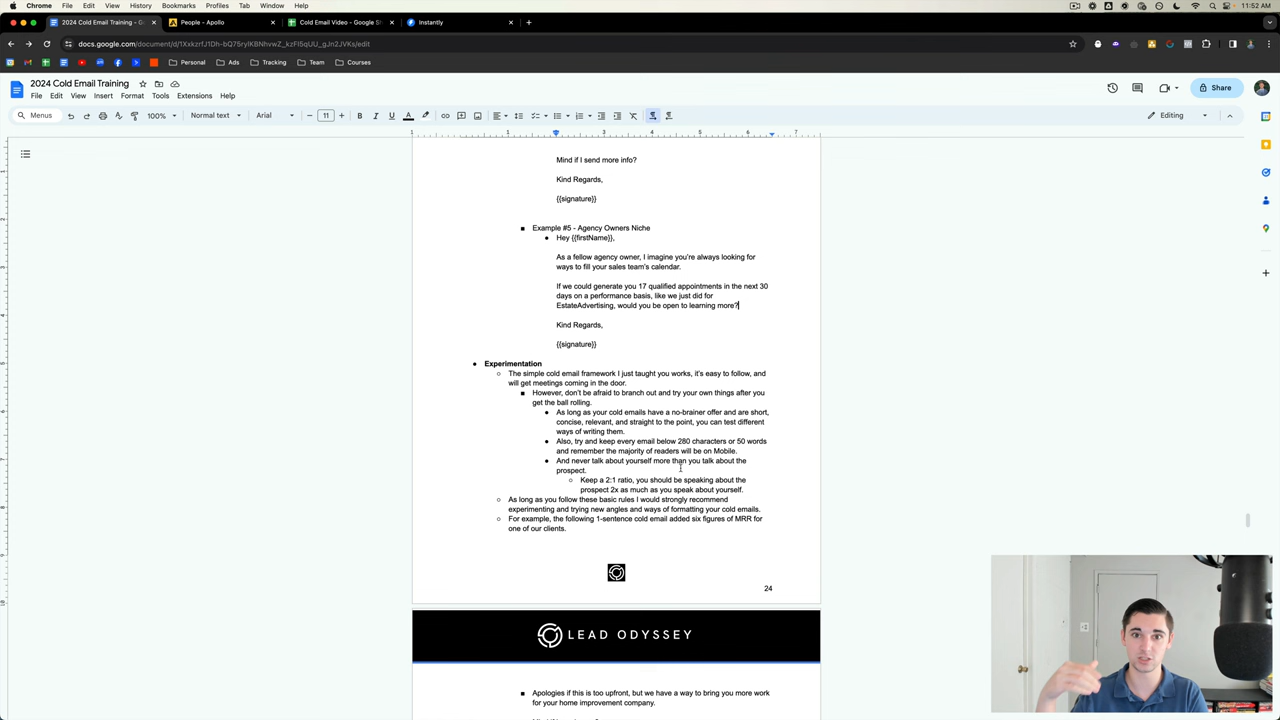 Chrome File Edit View History Bookmarks Profiles Tab Window Help
11:52 AM
2024 Cold Email Training - G
People - Apollo
Cold Email Video - Google Sh
Instantly
docs.google.com/document/d/
/edit
Personal Ads Tracking Team Courses
2024 Cold Email Training
File Edit View Insert Format Tools Extensions Help
Share
Menus 100% Normal text Arial 11 Editing
Mind if I send more info?
Kind Regards,
{{signature}}
Example #5 - Agency Owners Niche
Hey {{firstName}},
As a fellow agency owner, I imagine you're always looking for
ways to fill your sales team's calendar.
If we could generate you 17 qualified appointments in the next 30
days on a performance basis, like we just did for
EstateAdvertising, would you be open to learning more?
Kind Regards,
{{signature}}
Experimentation
The simple cold email framework I just taught you works, it's easy to follow, and
will get meetings coming in the door.
However, don't be afraid to branch out and try your own things after you
get the ball rolling.
As long as your cold emails have a no-brainer offer and are short,
concise, relevant, and straight to the point, you can test different
ways of writing them.
Also, try and keep every email below 280 characters or 50 words
and remember the majority of readers will be on Mobile.
And never talk about yourself more than you talk about the
prospect.
Keep a 2:1 ratio, you should be speaking about the
prospect 2x as much as you speak about yourself.
As long as you follow these basic rules I would strongly recommend
experimenting and trying new angles and ways of formatting your cold emails.
For example, the following 1-sentence cold email added six figures of MRR for
one of our clients.
24
LEAD ODYSSEY
Apologies if this is too upfront, but we have a way to bring you more work
for your home improvement company.